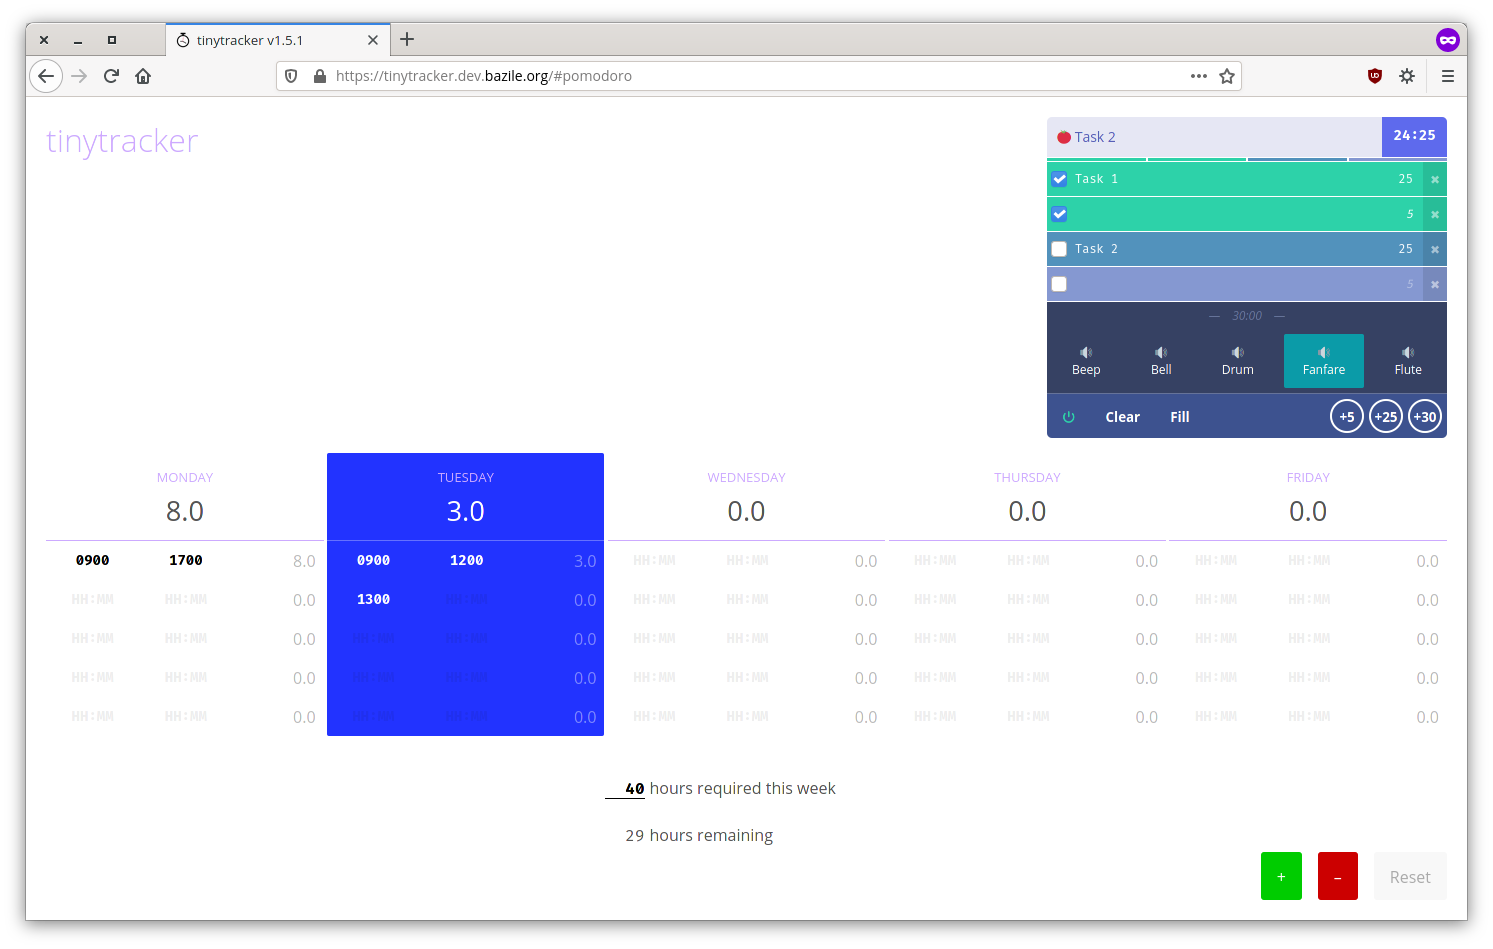 tinytracker v1.5.1
https://tinytracker.dev.bazile.org/#pomodoro
tinytracker
Task 2 24:25
Task 1 25
5
Task 2 25
5
— 30:00 —
Beep Bell Drum Fanfare Flute
Clear Fill +5 +25 +30
MONDAY TUESDAY WEDNESDAY THURSDAY FRIDAY
8.0 3.0 0.0 0.0 0.0
0900 1700 8.0 0900 1200 3.0 HH:MM HH:MM 0.0 HH:MM HH:MM 0.0 HH:MM HH:MM 0.0
HH:MM HH:MM 0.0 1300 HH:MM 0.0 HH:MM HH:MM 0.0 HH:MM HH:MM 0.0 HH:MM HH:MM 0.0
HH:MM HH:MM 0.0 HH:MM HH:MM 0.0 HH:MM HH:MM 0.0 HH:MM HH:MM 0.0 HH:MM HH:MM 0.0
HH:MM HH:MM 0.0 HH:MM HH:MM 0.0 HH:MM HH:MM 0.0 HH:MM HH:MM 0.0 HH:MM HH:MM 0.0
HH:MM HH:MM 0.0 HH:MM HH:MM 0.0 HH:MM HH:MM 0.0 HH:MM HH:MM 0.0 HH:MM HH:MM 0.0
40 hours required this week
29 hours remaining
+ – Reset